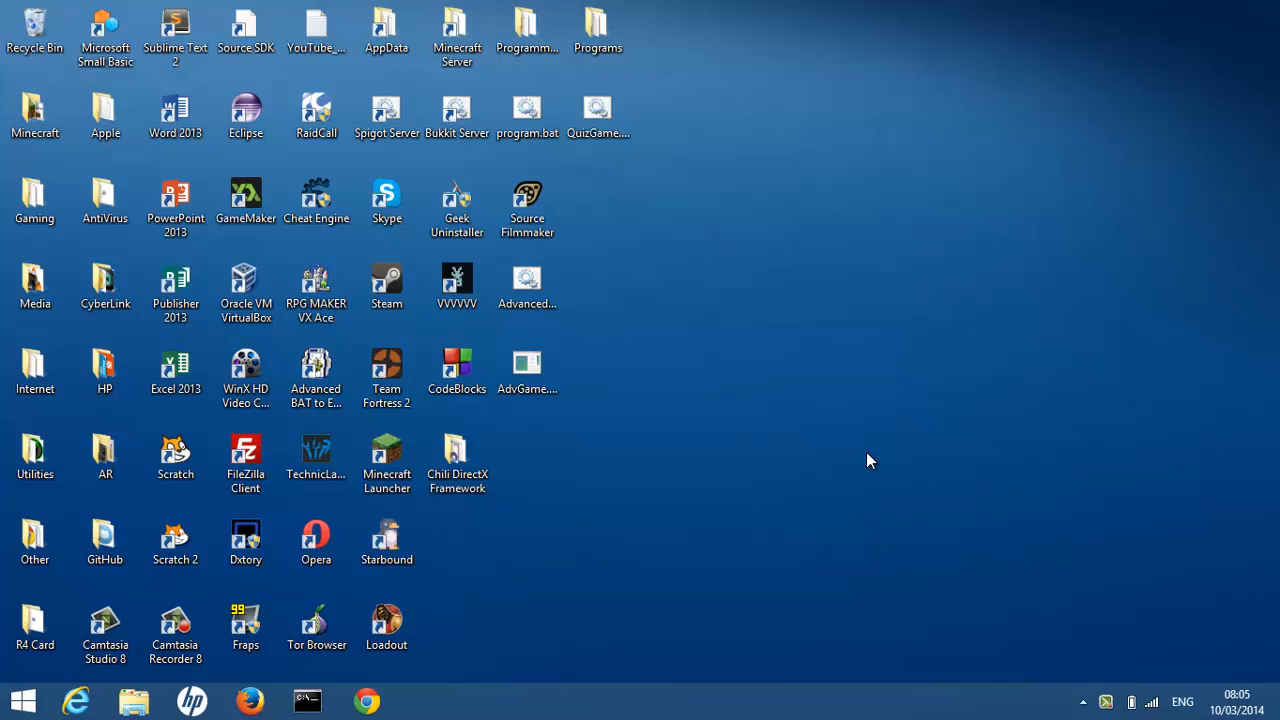 Recycle Bin
Microsoft
Small Basic
Sublime Text
2
Source SDK
YouTube_...
AppData
Minecraft
Server
Programm...
Programs
Minecraft
Apple
Word 2013
Eclipse
RaidCall
Spigot Server
Bukkit Server
program.bat
QuizGame....
Gaming
AntiVirus
PowerPoint
2013
GameMaker
Cheat Engine
Skype
Geek
Uninstaller
Source
Filmmaker
Media
CyberLink
Publisher
2013
Oracle VM
VirtualBox
RPG MAKER
VX Ace
Steam
VVVVVV
Advanced...
Internet
HP
Excel 2013
WinX HD
Video C...
Advanced
BAT to E...
Team
Fortress 2
CodeBlocks
AdvGame....
Utilities
AR
Scratch
FileZilla
Client
TechnicLa...
Minecraft
Launcher
Chili DirectX
Framework
Other
GitHub
Scratch 2
Dxtory
Opera
Starbound
R4 Card
Camtasia
Studio 8
Camtasia
Recorder 8
99
Fraps
Tor Browser
Loadout
hp
C:\_
ENG
08:05
10/03/2014